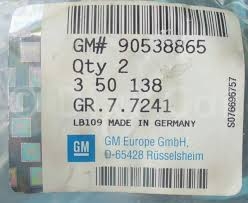 GM# 90538865
Qty 2
3 50 138
GR.7.7241
LB109 MADE IN GERMANY
GM
GM Europe GmbH
D-65428 Rüsselsheim
S076696757